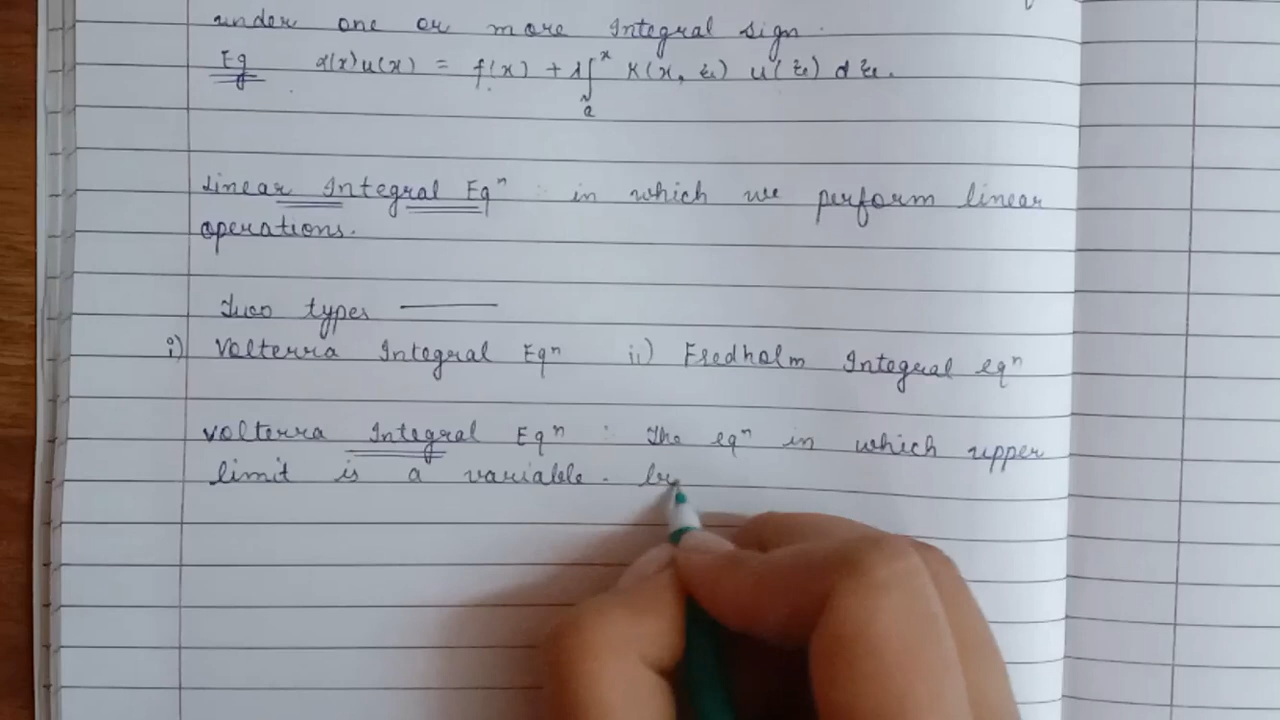 under one or more Integral sign.
Eg α(x)u(x) = f(x) + λ∫ₐˣ K(x, ξ) u(ξ) dξ.
Linear Integral Eqⁿ : in which we perform linear
operations.
Two types ———
i) Volterra Integral Eqⁿ ii) Fredholm Integral eqⁿ
Volterra Integral Eqⁿ : The eqⁿ in which upper
limit is a variable.